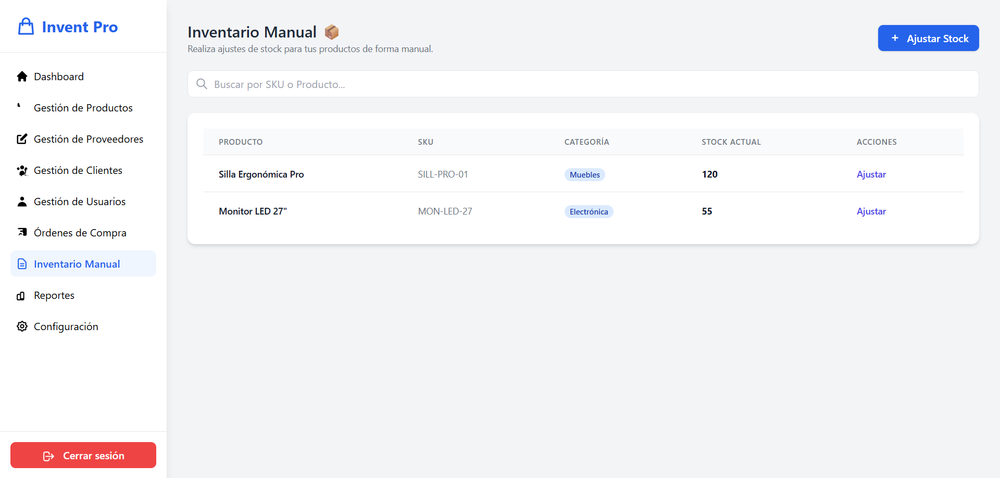 Invent Pro
Dashboard
Gestión de Productos
Gestión de Proveedores
Gestión de Clientes
Gestión de Usuarios
Órdenes de Compra
Inventario Manual
Reportes
Configuración
Cerrar sesión
Inventario Manual 📦
Realiza ajustes de stock para tus productos de forma manual.
+ Ajustar Stock
Buscar por SKU o Producto...
PRODUCTO SKU CATEGORÍA STOCK ACTUAL ACCIONES
Silla Ergonómica Pro SILL-PRO-01 Muebles 120 Ajustar
Monitor LED 27" MON-LED-27 Electrónica 55 Ajustar